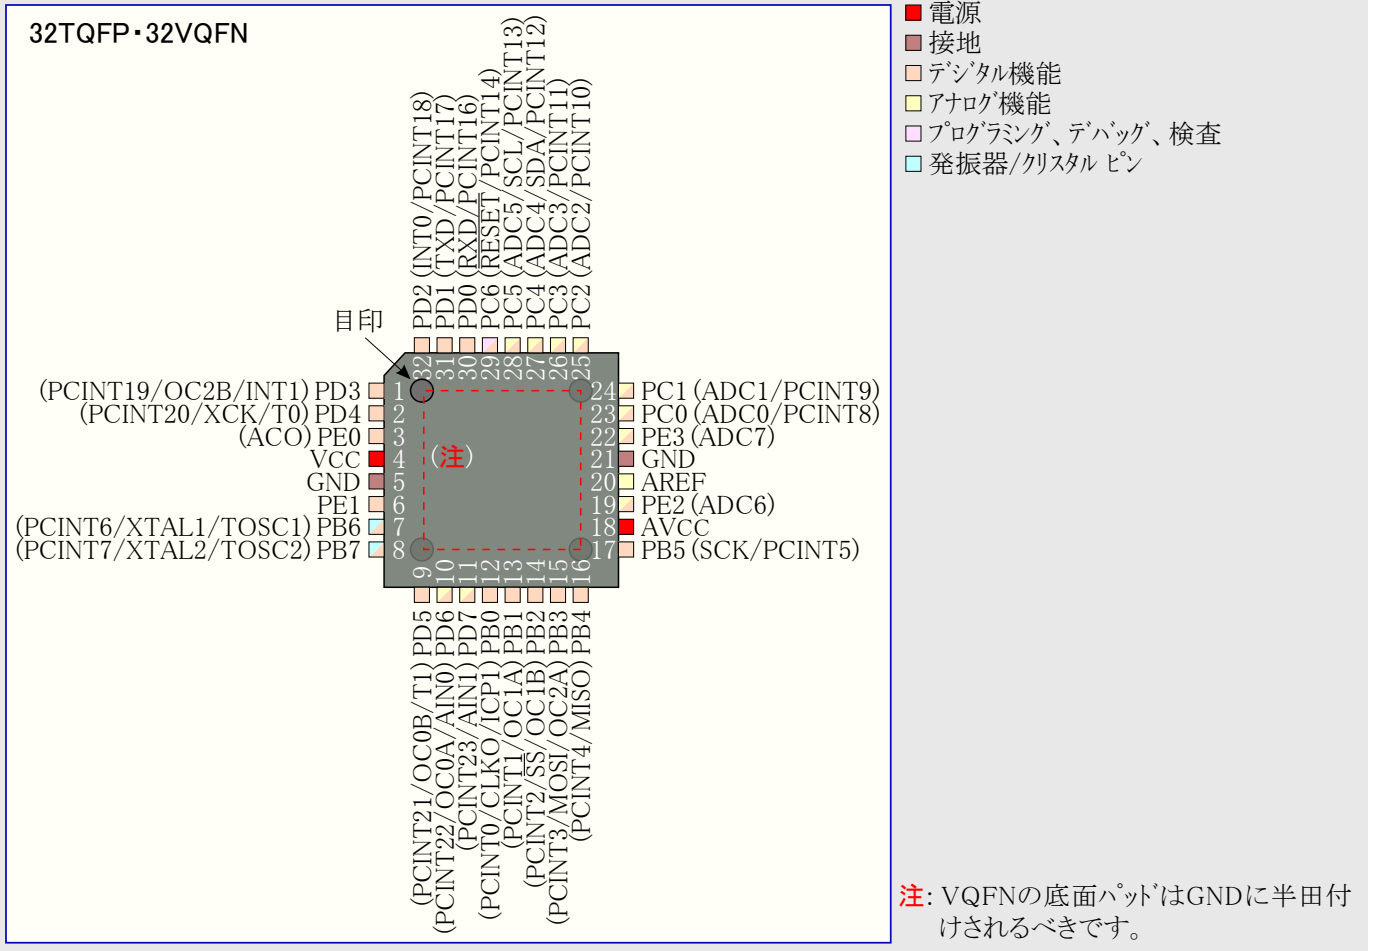 32TQFP・32VQFN
電源
接地
デジタル機能
アナログ機能
プログラミング、デバッグ、検査
発振器/クリスタル ピン
目印
PD2 (INT0/PCINT18)
PD1 (TXD/PCINT17)
PD0 (RXD/PCINT16)
PC6 (RESET/PCINT14)
PC5 (ADC5/SCL/PCINT13)
PC4 (ADC4/SDA/PCINT12)
PC3 (ADC3/PCINT11)
PC2 (ADC2/PCINT10)
32 31 30 29 28 27 26 25
(PCINT19/OC2B/INT1) PD3 1
(PCINT20/XCK/T0) PD4 2
(ACO) PE0 3
VCC 4
GND 5
PE1 6
(PCINT6/XTAL1/TOSC1) PB6 7
(PCINT7/XTAL2/TOSC2) PB7 8
(注)
24 PC1 (ADC1/PCINT9)
23 PC0 (ADC0/PCINT8)
22 PE3 (ADC7)
21 GND
20 AREF
19 PE2 (ADC6)
18 AVCC
17 PB5 (SCK/PCINT5)
9 10 11 12 13 14 15 16
(PCINT21/OC0B/T1) PD5
(PCINT22/OC0A/AIN0) PD6
(PCINT23/AIN1) PD7
(PCINT0/CLKO/ICP1) PB0
(PCINT1/OC1A) PB1
(PCINT2/SS/OC1B) PB2
(PCINT3/MOSI/OC2A) PB3
(PCINT4/MISO) PB4
注: VQFNの底面パッドはGNDに半田付
けされるべきです。